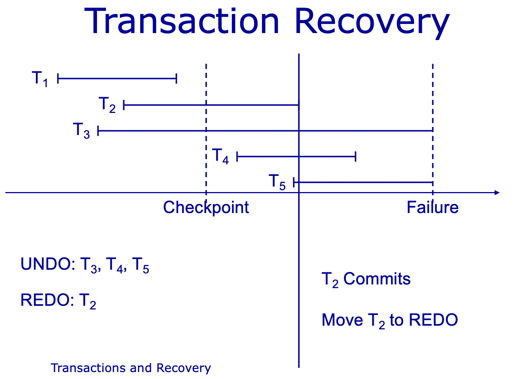 Transaction Recovery
T₁
T₂
T₃
T₄
T₅
Checkpoint
Failure
UNDO: T₃, T₄, T₅
REDO: T₂
T₂ Commits
Move T₂ to REDO
Transactions and Recovery